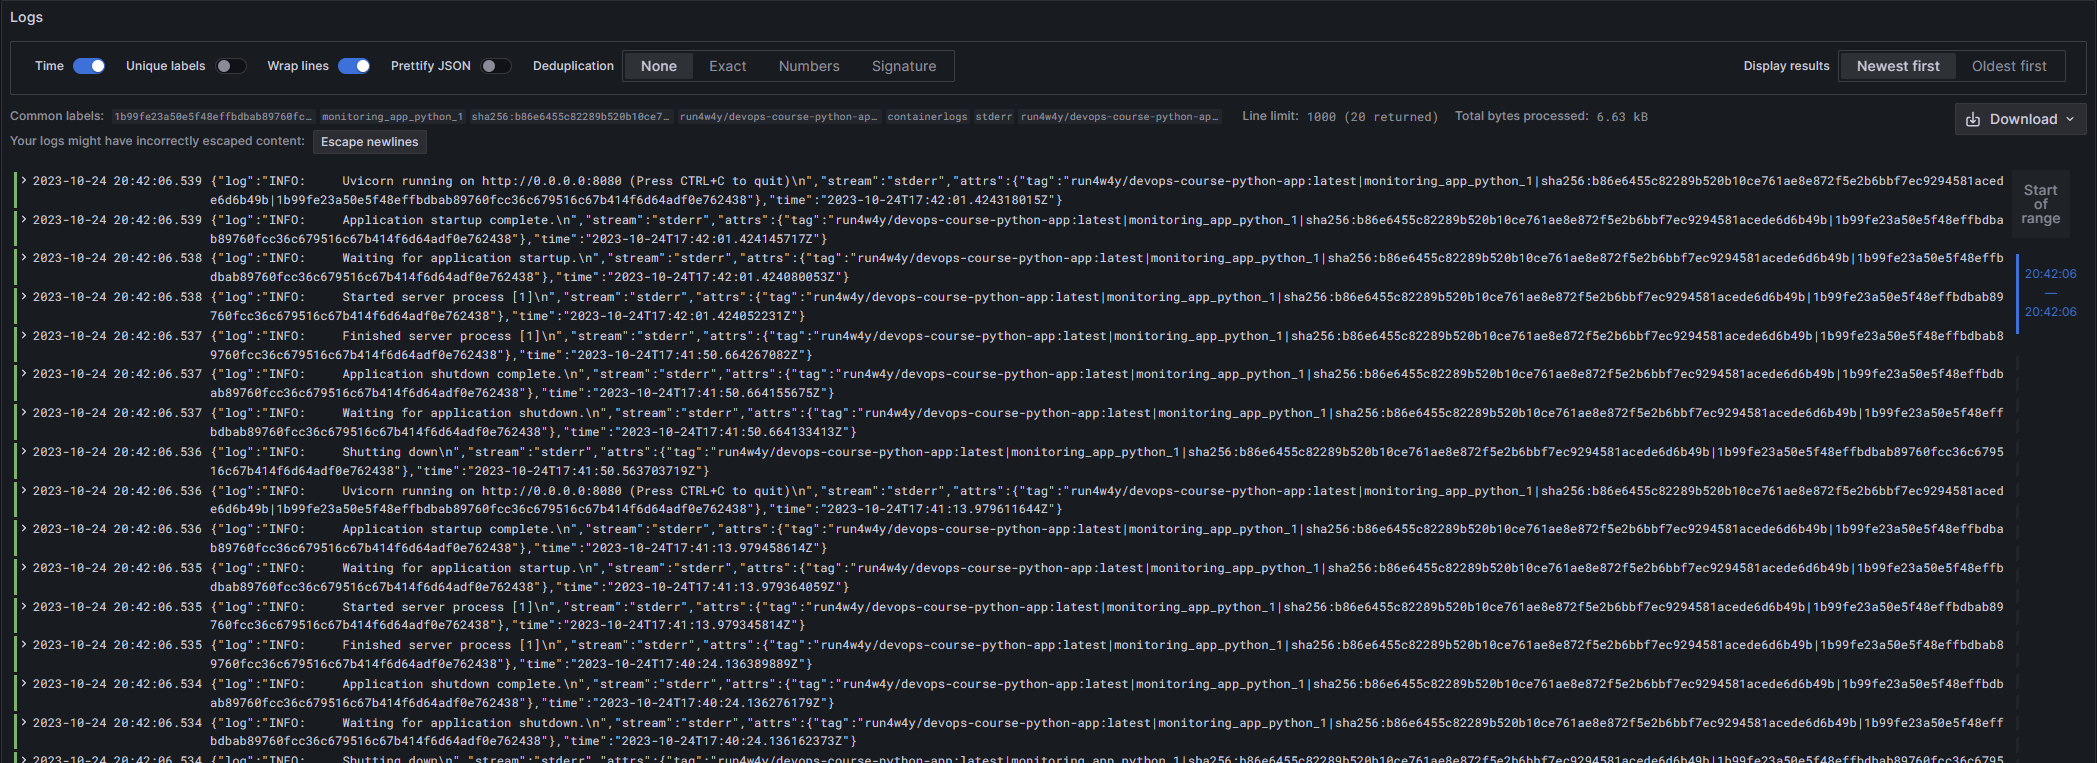 Logs
Time Unique labels Wrap lines Prettify JSON Deduplication None Exact Numbers Signature Display results Newest first Oldest first
Common labels: 1b99fe23a50e5f48effbdbab89760fc… monitoring_app_python_1 sha256:b86e6455c82289b520b10ce7… run4w4y/devops-course-python-ap… containerlogs stderr run4w4y/devops-course-python-ap… Line limit: 1000 (20 returned) Total bytes processed: 6.63 kB Download
Your logs might have incorrectly escaped content: Escape newlines
2023-10-24 20:42:06.539 {"log":"INFO:     Uvicorn running on http://0.0.0.0:8080 (Press CTRL+C to quit)\n","stream":"stderr","attrs":{"tag":"run4w4y/devops-course-python-app:latest|monitoring_app_python_1|sha256:b86e6455c82289b520b10ce761ae8e872f5e2b6bbf7ec9294581aced
e6d6b49b|1b99fe23a50e5f48effbdbab89760fcc36c679516c67b414f6d64adf0e762438"},"time":"2023-10-24T17:42:01.424318015Z"}
2023-10-24 20:42:06.539 {"log":"INFO:     Application startup complete.\n","stream":"stderr","attrs":{"tag":"run4w4y/devops-course-python-app:latest|monitoring_app_python_1|sha256:b86e6455c82289b520b10ce761ae8e872f5e2b6bbf7ec9294581acede6d6b49b|1b99fe23a50e5f48effbdba
b89760fcc36c679516c67b414f6d64adf0e762438"},"time":"2023-10-24T17:42:01.424145717Z"}
2023-10-24 20:42:06.538 {"log":"INFO:     Waiting for application startup.\n","stream":"stderr","attrs":{"tag":"run4w4y/devops-course-python-app:latest|monitoring_app_python_1|sha256:b86e6455c82289b520b10ce761ae8e872f5e2b6bbf7ec9294581acede6d6b49b|1b99fe23a50e5f48effb
dbab89760fcc36c679516c67b414f6d64adf0e762438"},"time":"2023-10-24T17:42:01.424080053Z"}
2023-10-24 20:42:06.538 {"log":"INFO:     Started server process [1]\n","stream":"stderr","attrs":{"tag":"run4w4y/devops-course-python-app:latest|monitoring_app_python_1|sha256:b86e6455c82289b520b10ce761ae8e872f5e2b6bbf7ec9294581acede6d6b49b|1b99fe23a50e5f48effbdbab89
760fcc36c679516c67b414f6d64adf0e762438"},"time":"2023-10-24T17:42:01.424052231Z"}
2023-10-24 20:42:06.537 {"log":"INFO:     Finished server process [1]\n","stream":"stderr","attrs":{"tag":"run4w4y/devops-course-python-app:latest|monitoring_app_python_1|sha256:b86e6455c82289b520b10ce761ae8e872f5e2b6bbf7ec9294581acede6d6b49b|1b99fe23a50e5f48effbdbab8
9760fcc36c679516c67b414f6d64adf0e762438"},"time":"2023-10-24T17:41:50.664267082Z"}
2023-10-24 20:42:06.537 {"log":"INFO:     Application shutdown complete.\n","stream":"stderr","attrs":{"tag":"run4w4y/devops-course-python-app:latest|monitoring_app_python_1|sha256:b86e6455c82289b520b10ce761ae8e872f5e2b6bbf7ec9294581acede6d6b49b|1b99fe23a50e5f48effbdb
ab89760fcc36c679516c67b414f6d64adf0e762438"},"time":"2023-10-24T17:41:50.664155675Z"}
2023-10-24 20:42:06.537 {"log":"INFO:     Waiting for application shutdown.\n","stream":"stderr","attrs":{"tag":"run4w4y/devops-course-python-app:latest|monitoring_app_python_1|sha256:b86e6455c82289b520b10ce761ae8e872f5e2b6bbf7ec9294581acede6d6b49b|1b99fe23a50e5f48eff
bdbab89760fcc36c679516c67b414f6d64adf0e762438"},"time":"2023-10-24T17:41:50.664133413Z"}
2023-10-24 20:42:06.536 {"log":"INFO:     Shutting down\n","stream":"stderr","attrs":{"tag":"run4w4y/devops-course-python-app:latest|monitoring_app_python_1|sha256:b86e6455c82289b520b10ce761ae8e872f5e2b6bbf7ec9294581acede6d6b49b|1b99fe23a50e5f48effbdbab89760fcc36c6795
16c67b414f6d64adf0e762438"},"time":"2023-10-24T17:41:50.563703719Z"}
2023-10-24 20:42:06.536 {"log":"INFO:     Uvicorn running on http://0.0.0.0:8080 (Press CTRL+C to quit)\n","stream":"stderr","attrs":{"tag":"run4w4y/devops-course-python-app:latest|monitoring_app_python_1|sha256:b86e6455c82289b520b10ce761ae8e872f5e2b6bbf7ec9294581aced
e6d6b49b|1b99fe23a50e5f48effbdbab89760fcc36c679516c67b414f6d64adf0e762438"},"time":"2023-10-24T17:41:13.979611644Z"}
2023-10-24 20:42:06.536 {"log":"INFO:     Application startup complete.\n","stream":"stderr","attrs":{"tag":"run4w4y/devops-course-python-app:latest|monitoring_app_python_1|sha256:b86e6455c82289b520b10ce761ae8e872f5e2b6bbf7ec9294581acede6d6b49b|1b99fe23a50e5f48effbdba
b89760fcc36c679516c67b414f6d64adf0e762438"},"time":"2023-10-24T17:41:13.979458614Z"}
2023-10-24 20:42:06.535 {"log":"INFO:     Waiting for application startup.\n","stream":"stderr","attrs":{"tag":"run4w4y/devops-course-python-app:latest|monitoring_app_python_1|sha256:b86e6455c82289b520b10ce761ae8e872f5e2b6bbf7ec9294581acede6d6b49b|1b99fe23a50e5f48effb
dbab89760fcc36c679516c67b414f6d64adf0e762438"},"time":"2023-10-24T17:41:13.979364059Z"}
2023-10-24 20:42:06.535 {"log":"INFO:     Started server process [1]\n","stream":"stderr","attrs":{"tag":"run4w4y/devops-course-python-app:latest|monitoring_app_python_1|sha256:b86e6455c82289b520b10ce761ae8e872f5e2b6bbf7ec9294581acede6d6b49b|1b99fe23a50e5f48effbdbab89
760fcc36c679516c67b414f6d64adf0e762438"},"time":"2023-10-24T17:41:13.979345814Z"}
2023-10-24 20:42:06.535 {"log":"INFO:     Finished server process [1]\n","stream":"stderr","attrs":{"tag":"run4w4y/devops-course-python-app:latest|monitoring_app_python_1|sha256:b86e6455c82289b520b10ce761ae8e872f5e2b6bbf7ec9294581acede6d6b49b|1b99fe23a50e5f48effbdbab8
9760fcc36c679516c67b414f6d64adf0e762438"},"time":"2023-10-24T17:40:24.136389889Z"}
2023-10-24 20:42:06.534 {"log":"INFO:     Application shutdown complete.\n","stream":"stderr","attrs":{"tag":"run4w4y/devops-course-python-app:latest|monitoring_app_python_1|sha256:b86e6455c82289b520b10ce761ae8e872f5e2b6bbf7ec9294581acede6d6b49b|1b99fe23a50e5f48effbdb
ab89760fcc36c679516c67b414f6d64adf0e762438"},"time":"2023-10-24T17:40:24.136276179Z"}
2023-10-24 20:42:06.534 {"log":"INFO:     Waiting for application shutdown.\n","stream":"stderr","attrs":{"tag":"run4w4y/devops-course-python-app:latest|monitoring_app_python_1|sha256:b86e6455c82289b520b10ce761ae8e872f5e2b6bbf7ec9294581acede6d6b49b|1b99fe23a50e5f48eff
bdbab89760fcc36c679516c67b414f6d64adf0e762438"},"time":"2023-10-24T17:40:24.136162373Z"}
2023-10-24 20:42:06.534 {"log":"INFO:     Shutting down\n","stream":"stderr","attrs":{"tag":"run4w4y/devops-course-python-app:latest|monitoring_app_python_1|sha256:b86e6455c82289b520b10ce761ae8e872f5e2b6bbf7ec9294581acede6d6b49b|1b99fe23a50e5f48effbdbab89760fcc36c6795
Start
of
range
20:42:06
—
20:42:06